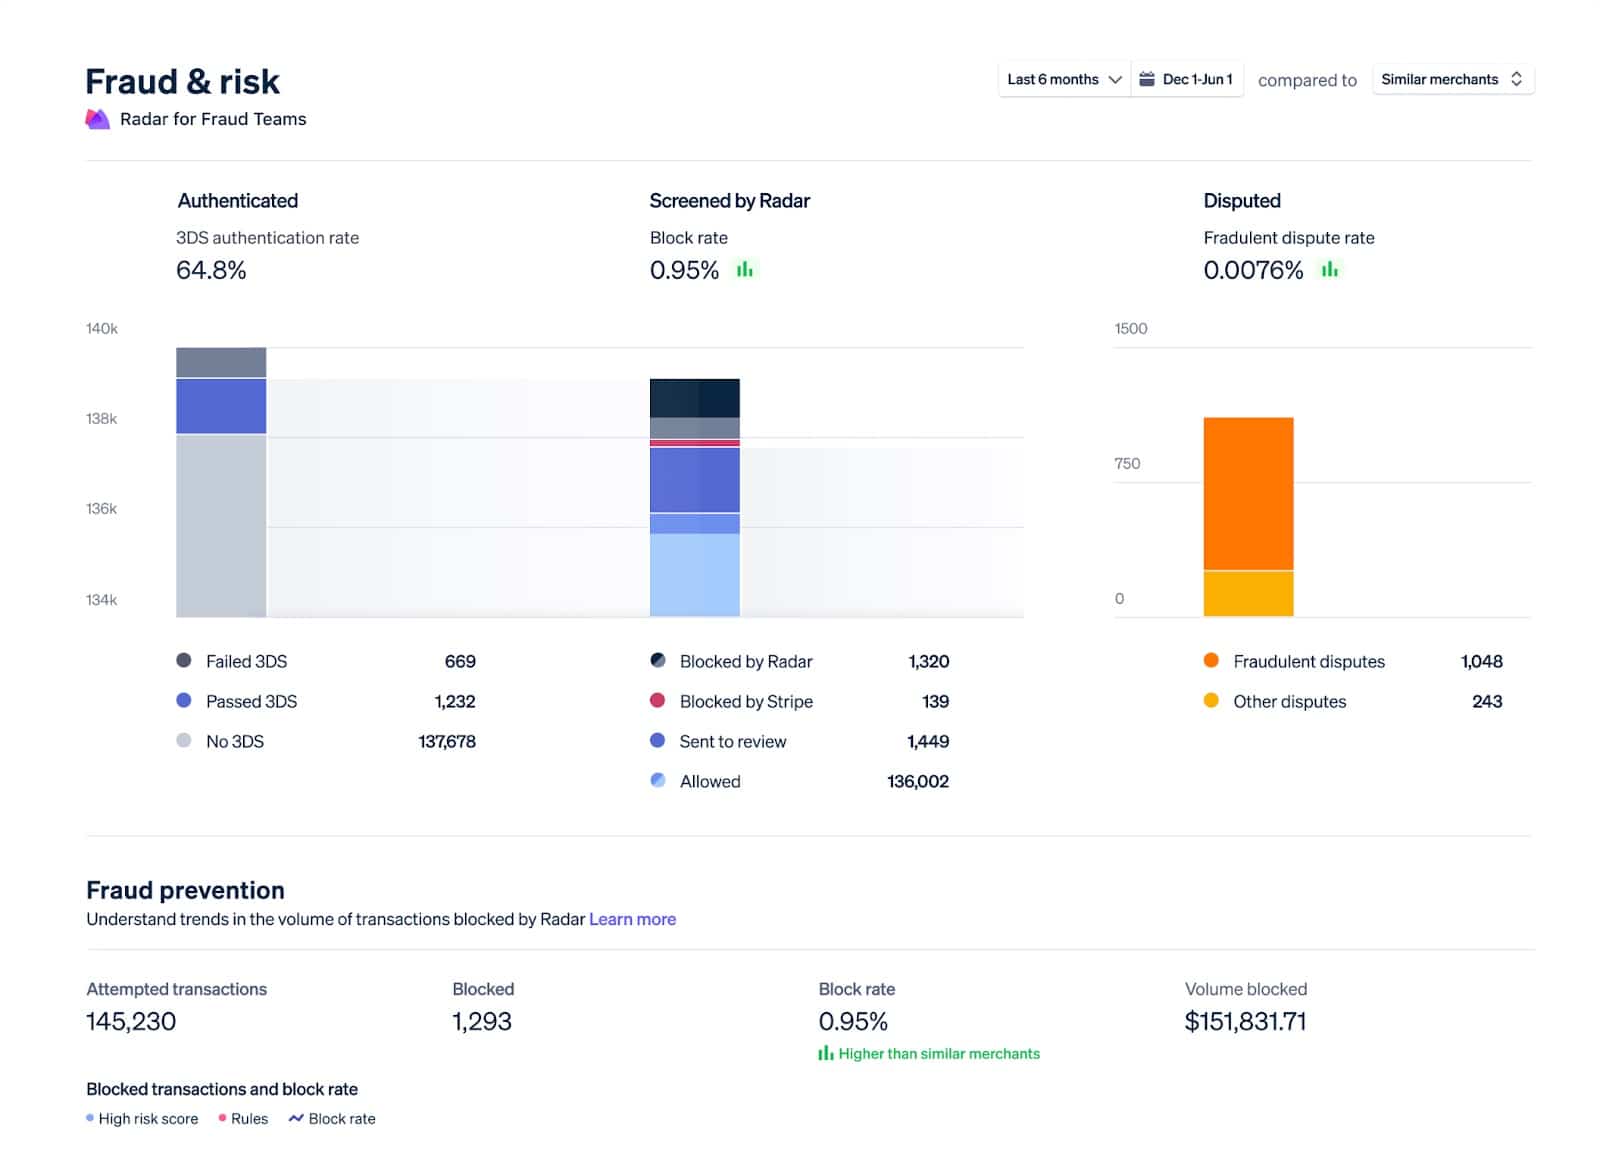 Fraud & risk
Radar for Fraud Teams
Last 6 months
Dec 1-Jun 1
compared to
Similar merchants
Authenticated
3DS authentication rate
64.8%
Screened by Radar
Block rate
0.95%
Disputed
Fradulent dispute rate
0.0076%
140k
138k
136k
134k
1500
750
0
Failed 3DS 669
Passed 3DS 1,232
No 3DS 137,678
Blocked by Radar 1,320
Blocked by Stripe 139
Sent to review 1,449
Allowed 136,002
Fraudulent disputes 1,048
Other disputes 243
Fraud prevention
Understand trends in the volume of transactions blocked by Radar Learn more
Attempted transactions
145,230
Blocked
1,293
Block rate
0.95%
Higher than similar merchants
Volume blocked
$151,831.71
Blocked transactions and block rate
High risk score Rules Block rate